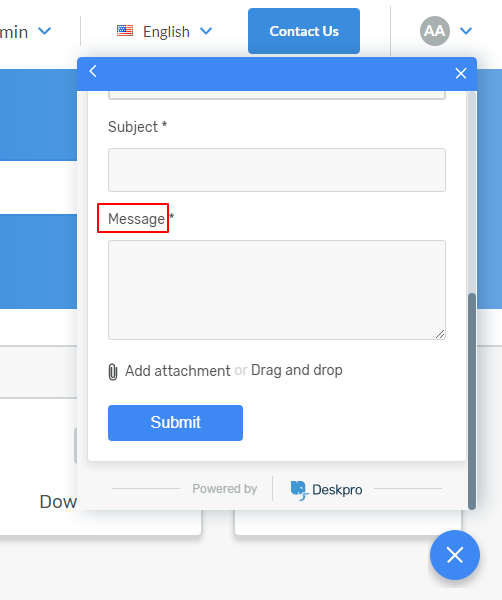 min
English
Contact Us
AA
Subject *
Message *
Add attachment or Drag and drop
Submit
Powered by
Deskpro
Dow